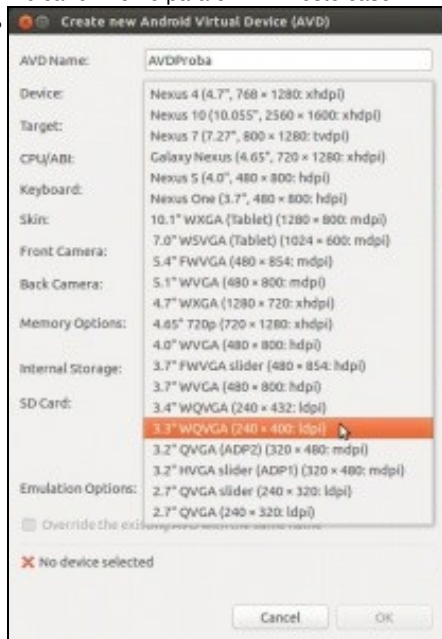 Create new Android Virtual Device (AVD)
AVD Name: AVDProba
Device:
Nexus 4 (4.7", 768 × 1280: xhdpi)
Nexus 10 (10.055", 2560 × 1600: xhdpi)
Target:
Nexus 7 (7.27", 800 × 1280: tvdpi)
CPU/ABI:
Galaxy Nexus (4.65", 720 × 1280: xhdpi)
Nexus S (4.0", 480 × 800: hdpi)
Keyboard:
Nexus One (3.7", 480 × 800: hdpi)
Skin:
10.1" WXGA (Tablet) (1280 × 800: mdpi)
7.0" WSVGA (Tablet) (1024 × 600: mdpi)
Front Camera:
5.4" FWVGA (480 × 854: mdpi)
Back Camera:
5.1" WVGA (480 × 800: mdpi)
4.7" WXGA (1280 × 720: xhdpi)
Memory Options:
4.65" 720p (720 × 1280: xhdpi)
4.0" WVGA (480 × 800: hdpi)
Internal Storage:
3.7" FWVGA slider (480 × 854: hdpi)
3.7" WVGA (480 × 800: hdpi)
SD Card:
3.4" WQVGA (240 × 432: ldpi)
3.3" WQVGA (240 × 400: ldpi)
3.2" QVGA (ADP2) (320 × 480: mdpi)
3.2" HVGA slider (ADP1) (320 × 480: mdpi)
Emulation Options:
2.7" QVGA slider (240 × 320: ldpi)
2.7" QVGA (240 × 320: ldpi)
Override the existing AVD with the same name
No device selected
Cancel OK